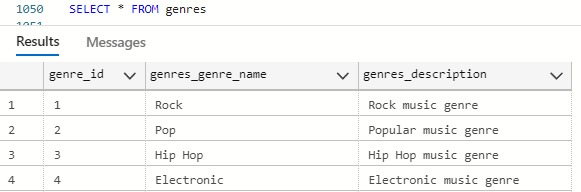 1050 SELECT * FROM genres
1051
Results Messages
genre_id genres_genre_name genres_description
1 1 Rock Rock music genre
2 2 Pop Popular music genre
3 3 Hip Hop Hip Hop music genre
4 4 Electronic Electronic music genre